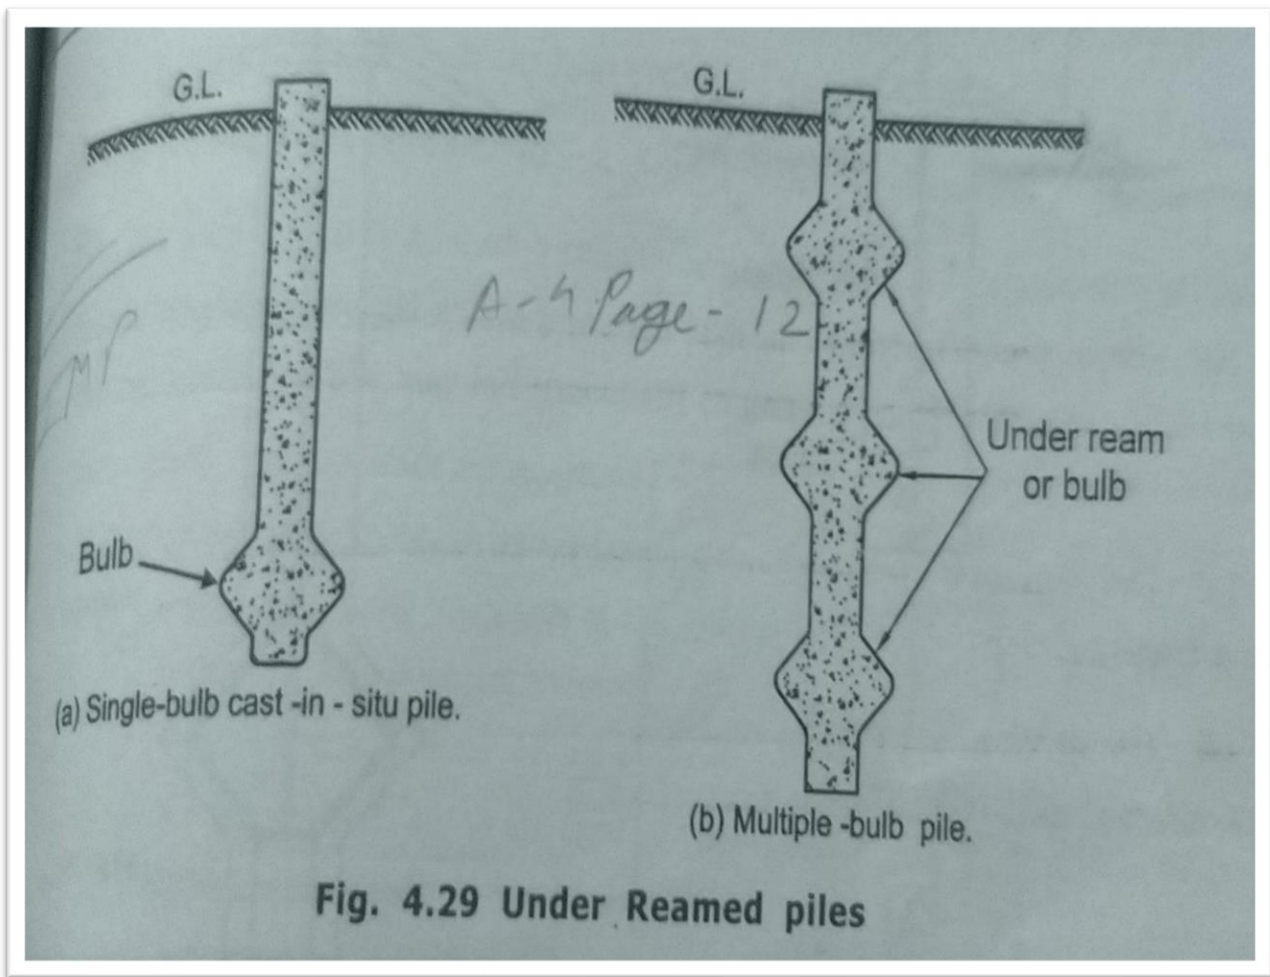 G.L.
G.L.
A-4 Page - 12
MP
Under ream
or bulb
Bulb
(a) Single-bulb cast -in - situ pile.
(b) Multiple -bulb pile.
Fig. 4.29 Under Reamed piles